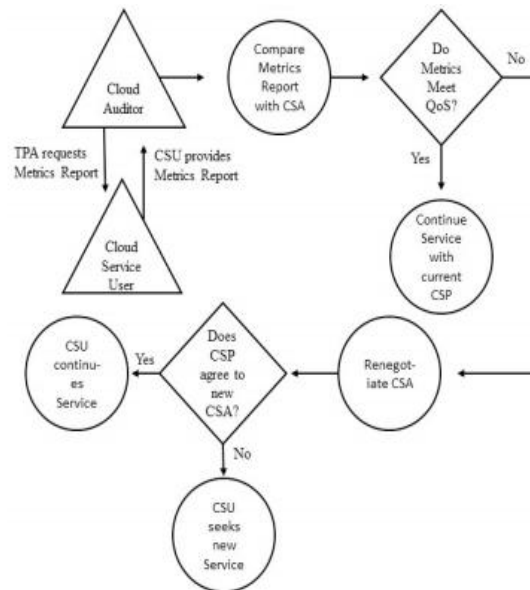 Cloud
Auditor
Compare
Metrics
Report
with CSA
Do
Metrics
Meet
QoS?
No
Yes
TPA requests
Metrics Report
CSU provides
Metrics Report
Cloud
Service
User
Continue
Service
with
current
CSP
CSU
continu-
es
Service
Yes
Does
CSP
agree to
new
CSA?
Renegot-
iate CSA
No
CSU
seeks
new
Service